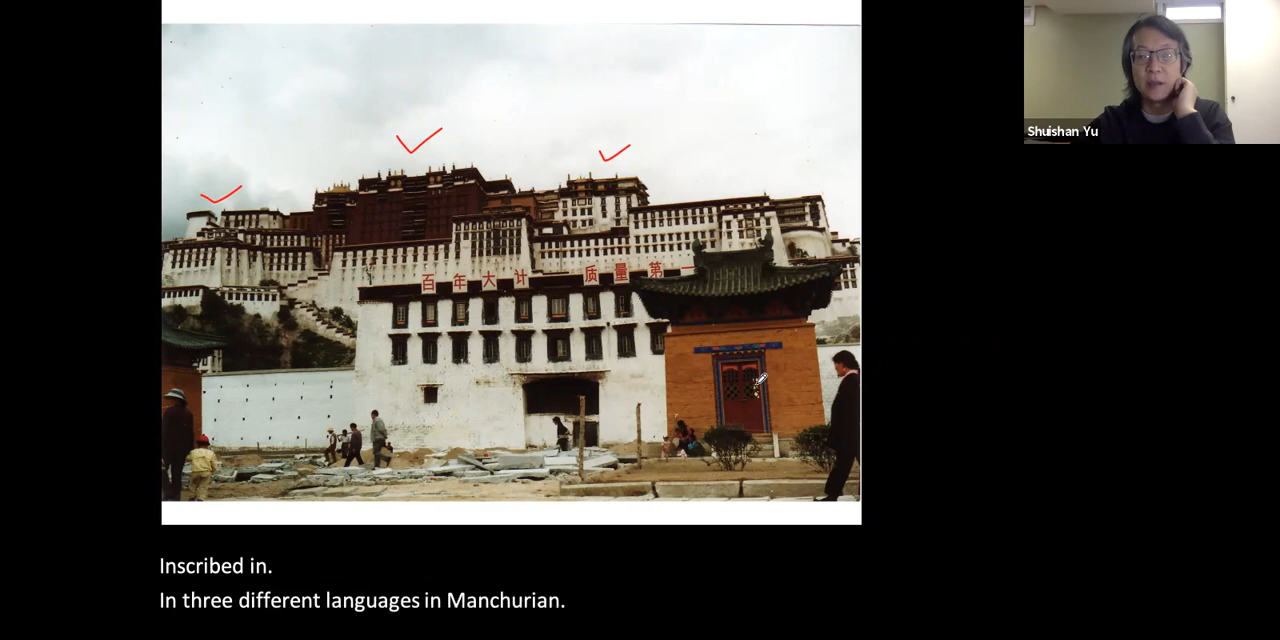 Shuishan Yu
百年大计 质量第一
Inscribed in.
In three different languages in Manchurian.